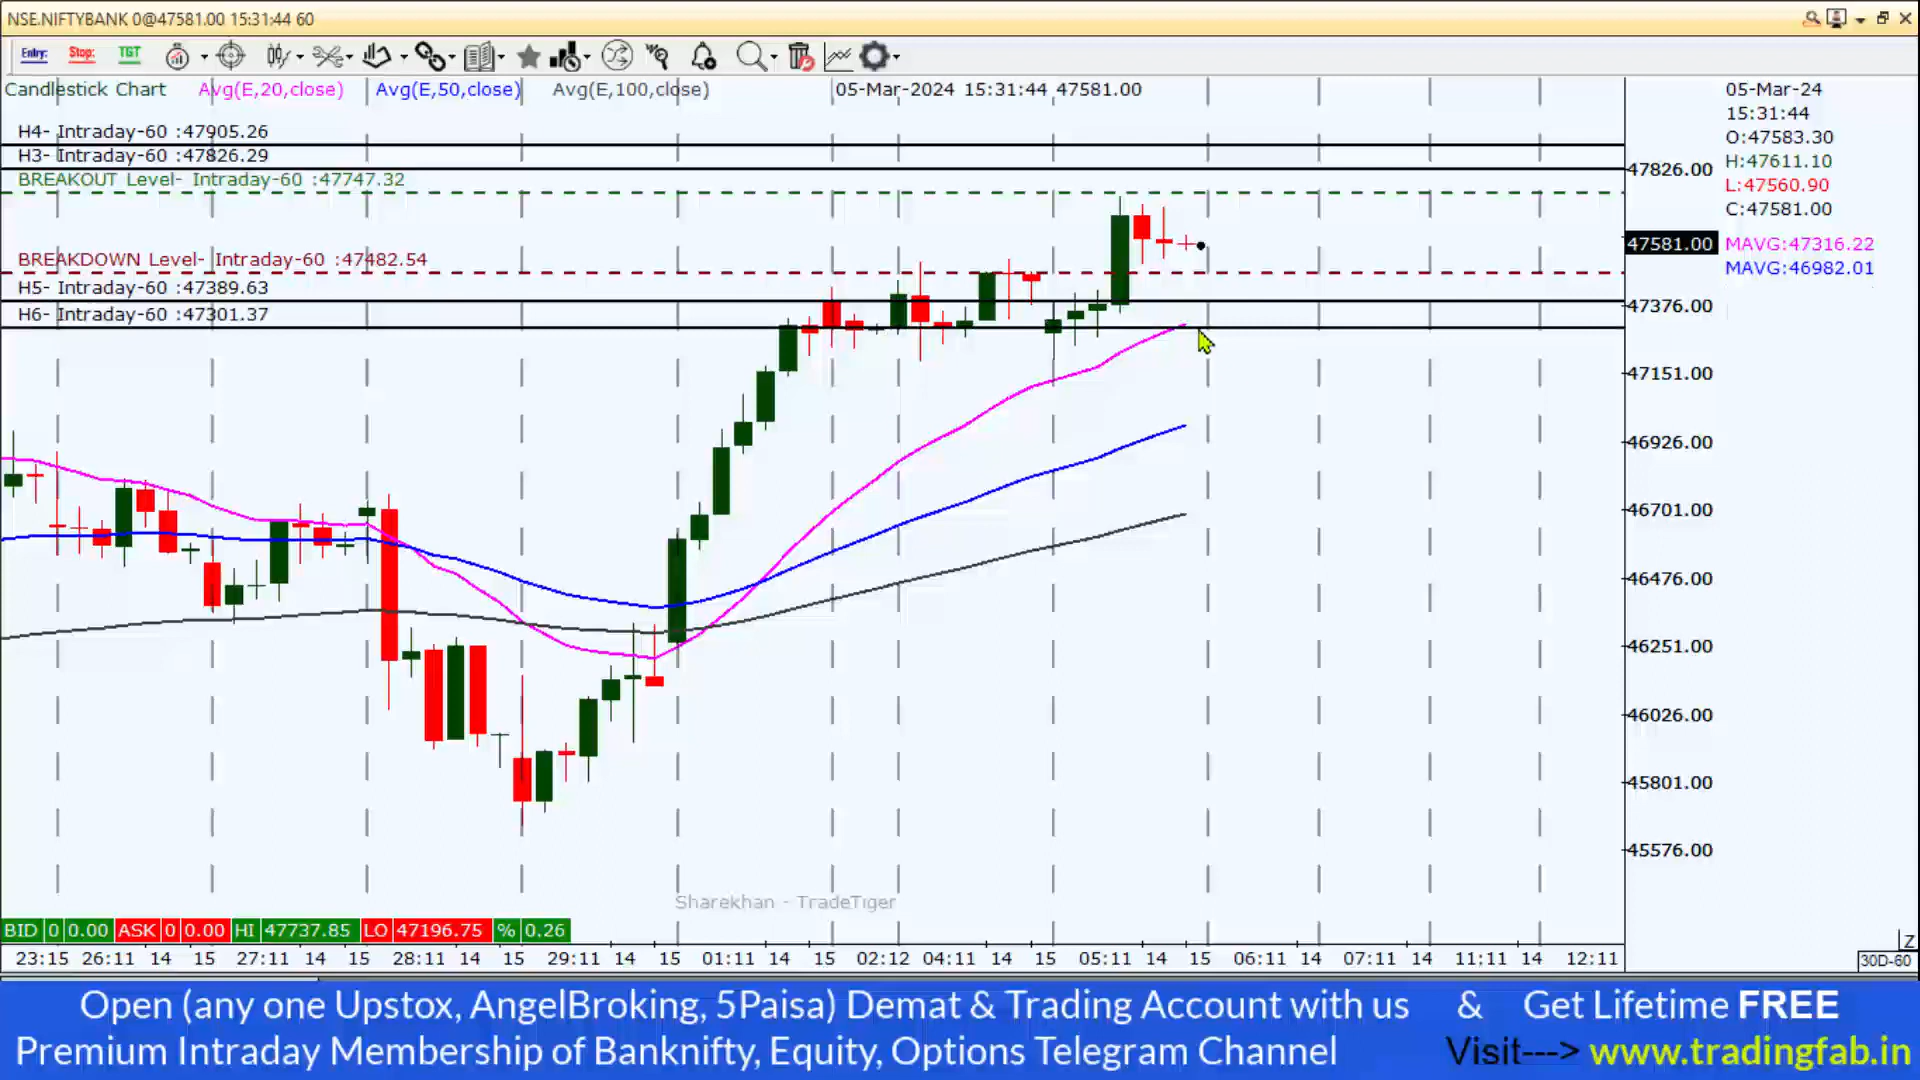 NSE.NIFTYBANK 0@47581.00 15:31:44 60
Entry: Stop: TGT
Candlestick Chart Avg(E,20,close) Avg(E,50,close) Avg(E,100,close) 05-Mar-2024 15:31:44 47581.00
05-Mar-24
15:31:44
O:47583.30
H:47611.10
L:47560.90
C:47581.00
MAVG:47316.22
MAVG:46982.01
H4- Intraday-60 :47905.26
H3- Intraday-60 :47826.29
BREAKOUT Level- Intraday-60 :47747.32
BREAKDOWN Level- Intraday-60 :47482.54
H5- Intraday-60 :47389.63
H6- Intraday-60 :47301.37
47826.00
47581.00
47376.00
47151.00
46926.00
46701.00
46476.00
46251.00
46026.00
45801.00
45576.00
Sharekhan - TradeTiger
BID 0 0.00 ASK 0 0.00 HI 47737.85 LO 47196.75 % 0.26
Z
23:15 26:11 14 15 27:11 14 15 28:11 14 15 29:11 14 15 01:11 14 15 02:12 04:11 14 15 05:11 14 15 06:11 14 07:11 14 11:11 14 12:11
30D-60
Open (any one Upstox, AngelBroking, 5Paisa) Demat & Trading Account with us & Get Lifetime FREE
Premium Intraday Membership of Banknifty, Equity, Options Telegram Channel Visit---> www.tradingfab.in